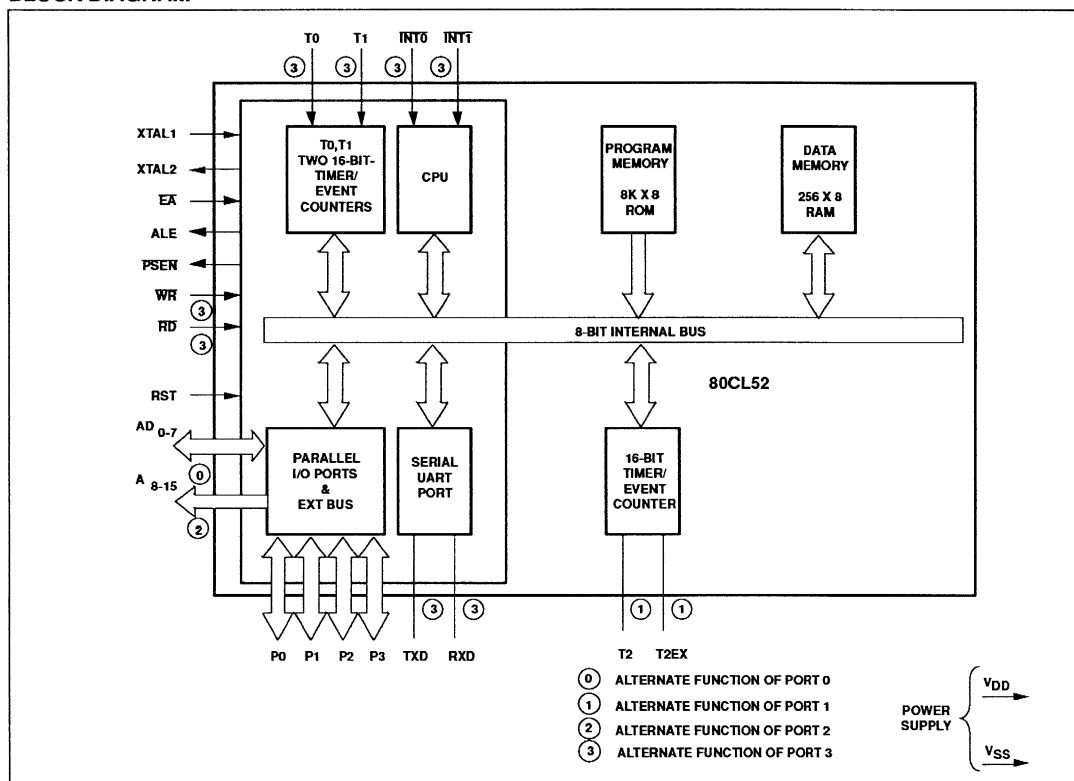 BLOCK DIAGRAM
T0 T1 INT0 INT1
3 3 3 3
XTAL1
XTAL2
EA
ALE
PSEN
WR
3
RD
3
RST
AD 0-7
0
A 8-15
2
T0,T1
TWO 16-BIT-
TIMER/
EVENT
COUNTERS
CPU
PROGRAM
MEMORY
8K X 8
ROM
DATA
MEMORY
256 X 8
RAM
8-BIT INTERNAL BUS
80CL52
PARALLEL
I/O PORTS
&
EXT BUS
SERIAL
UART
PORT
16-BIT
TIMER/
EVENT
COUNTER
3 3
1 1
P0 P1 P2 P3 TXD RXD
T2 T2EX
0 ALTERNATE FUNCTION OF PORT 0
1 ALTERNATE FUNCTION OF PORT 1
2 ALTERNATE FUNCTION OF PORT 2
3 ALTERNATE FUNCTION OF PORT 3
POWER
SUPPLY
VDD
VSS